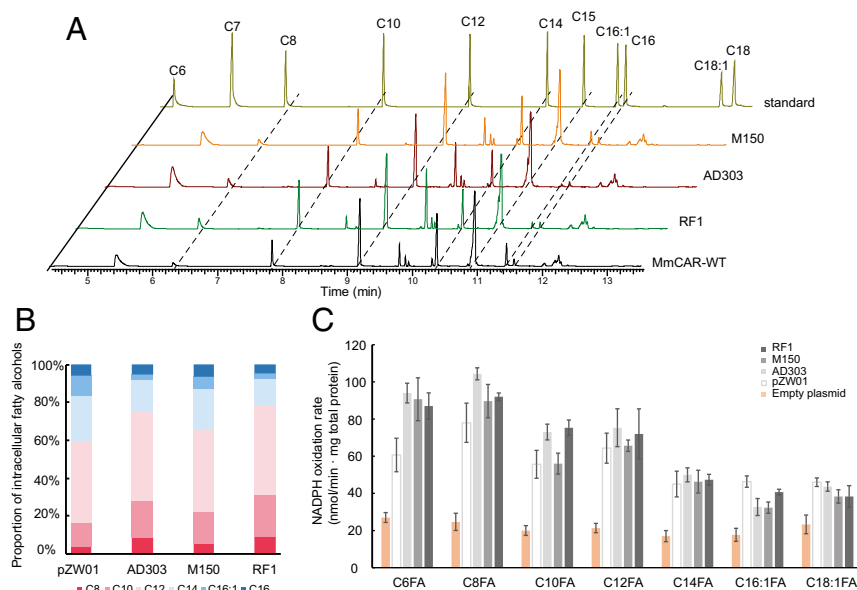 A
C6
C7
C8
C10
C12
C14
C15
C16:1
C16
C18:1
C18
standard
M150
AD303
RF1
MmCAR-WT
5 6 7 8 9 10 11 12 13
Time (min)
B
Proportion of intracellular fatty alcohols
100%
80%
60%
40%
20%
0%
pZW01 AD303 M150 RF1
C8 C10 C12 C14 C16:1 C16
C
NADPH oxidation rate
(nmol/min · mg total protein)
120
100
80
60
40
20
0
RF1
M150
AD303
pZW01
Empty plasmid
C6FA C8FA C10FA C12FA C14FA C16:1FA C18:1FA